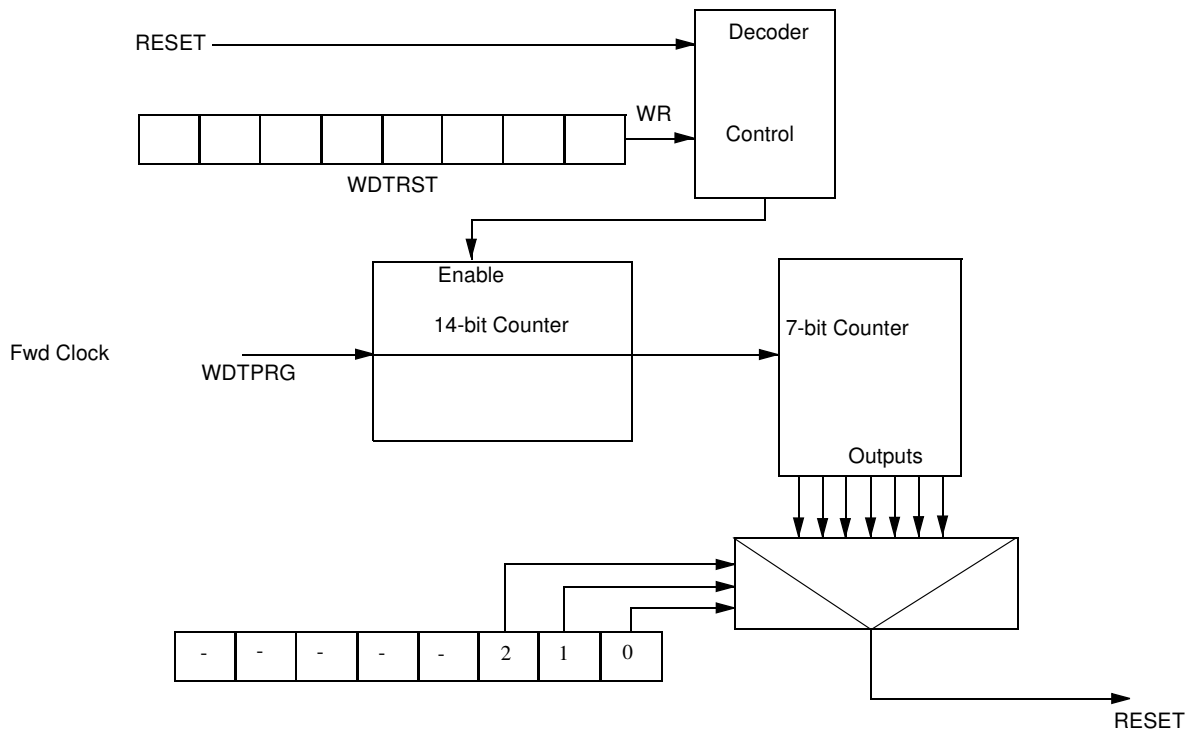 Decoder
RESET
WR
Control
WDTRST
Enable
14-bit Counter
7-bit Counter
Fwd Clock
WDTPRG
Outputs
- - - - - 2 1 0
RESET